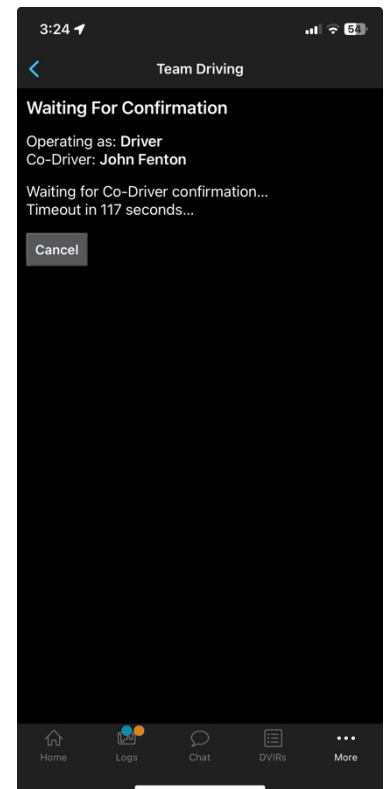 3:24
54
Team Driving
Waiting For Confirmation
Operating as: Driver
Co-Driver: John Fenton
Waiting for Co-Driver confirmation...
Timeout in 117 seconds...
Cancel
Home
Logs
Chat
DVIRs
More